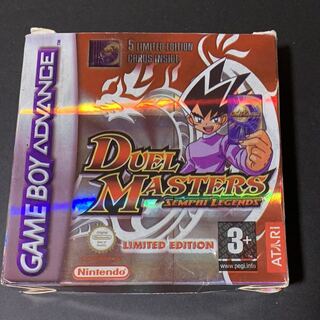 GAME BOY ADVANCE
5 LIMITED EDITION
CARDS INSIDE
DUEL
MASTERS
SEMPAI LEGENDS
LIMITED EDITION
Nintendo
3+
www.pegi.info
ATARI